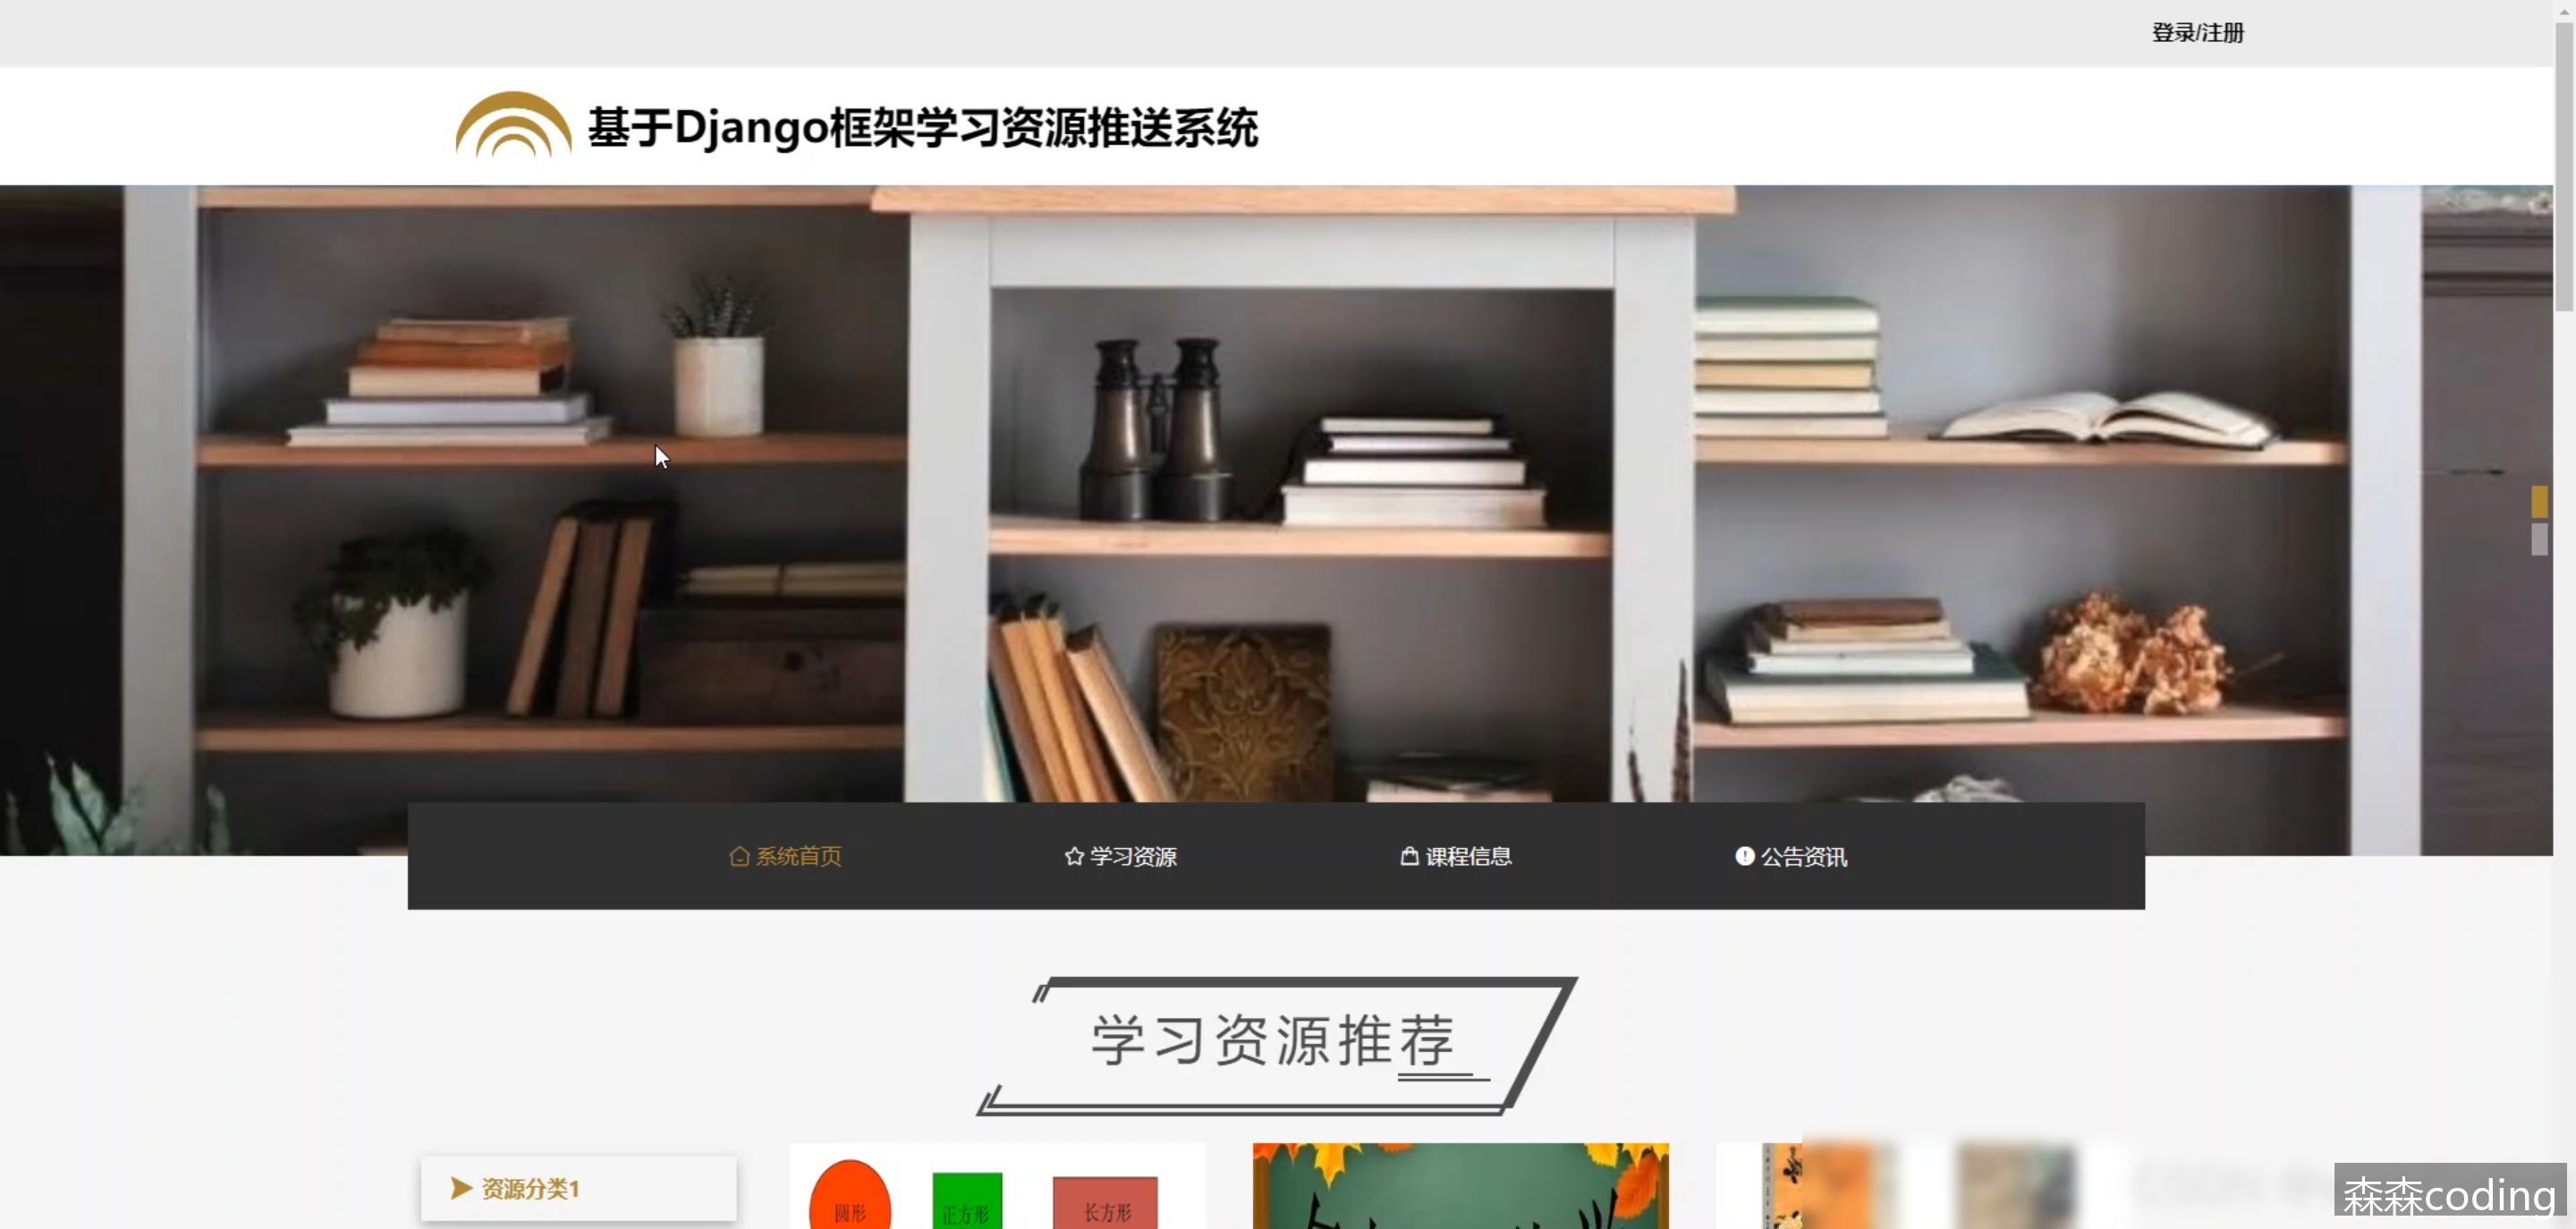 登录/注册
基于Django框架学习资源推送系统
系统首页
学习资源
课程信息
公告资讯
学习资源推荐
资源分类1
圆形
正方形
长方形
森森coding